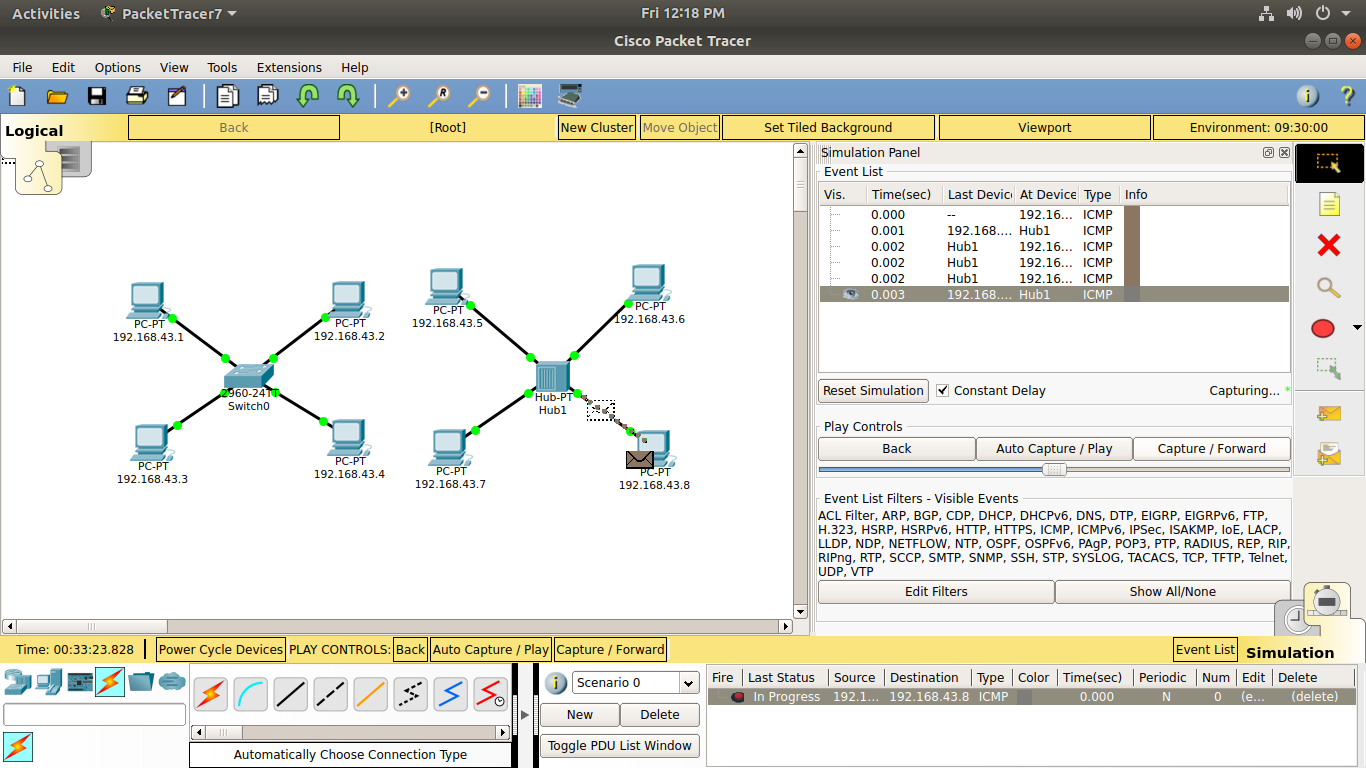 Activities PacketTracer7 Fri 12:18 PM
Cisco Packet Tracer
File Edit Options View Tools Extensions Help
Logical Back [Root] New Cluster Move Object Set Tiled Background Viewport Environment: 09:30:00
Simulation Panel
Event List
Vis. Time(sec) Last Devic At Device Type Info
0.000 -- 192.16... ICMP
0.001 192.168.... Hub1 ICMP
0.002 Hub1 192.16... ICMP
0.002 Hub1 192.16... ICMP
0.002 Hub1 192.16... ICMP
0.003 192.168.... Hub1 ICMP
Reset Simulation Constant Delay Capturing... *
Play Controls
Back Auto Capture / Play Capture / Forward
Event List Filters - Visible Events
ACL Filter, ARP, BGP, CDP, DHCP, DHCPv6, DNS, DTP, EIGRP, EIGRPv6, FTP,
H.323, HSRP, HSRPv6, HTTP, HTTPS, ICMP, ICMPv6, IPSec, ISAKMP, IoE, LACP,
LLDP, NDP, NETFLOW, NTP, OSPF, OSPFv6, PAgP, POP3, PTP, RADIUS, REP, RIP,
RIPng, RTP, SCCP, SMTP, SNMP, SSH, STP, SYSLOG, TACACS, TCP, TFTP, Telnet,
UDP, VTP
Edit Filters Show All/None
PC-PT
192.168.43.1
PC-PT
192.168.43.2
2960-24TT
Switch0
PC-PT
192.168.43.3
PC-PT
192.168.43.4
PC-PT
192.168.43.5
PC-PT
192.168.43.6
Hub-PT
Hub1
PC-PT
192.168.43.7
PC-PT
192.168.43.8
Time: 00:33:23.828 Power Cycle Devices PLAY CONTROLS: Back Auto Capture / Play Capture / Forward Event List Simulation
Scenario 0
New Delete
Toggle PDU List Window
Automatically Choose Connection Type
Fire Last Status Source Destination Type Color Time(sec) Periodic Num Edit Delete
In Progress 192.1... 192.168.43.8 ICMP 0.000 N 0 (e... (delete)